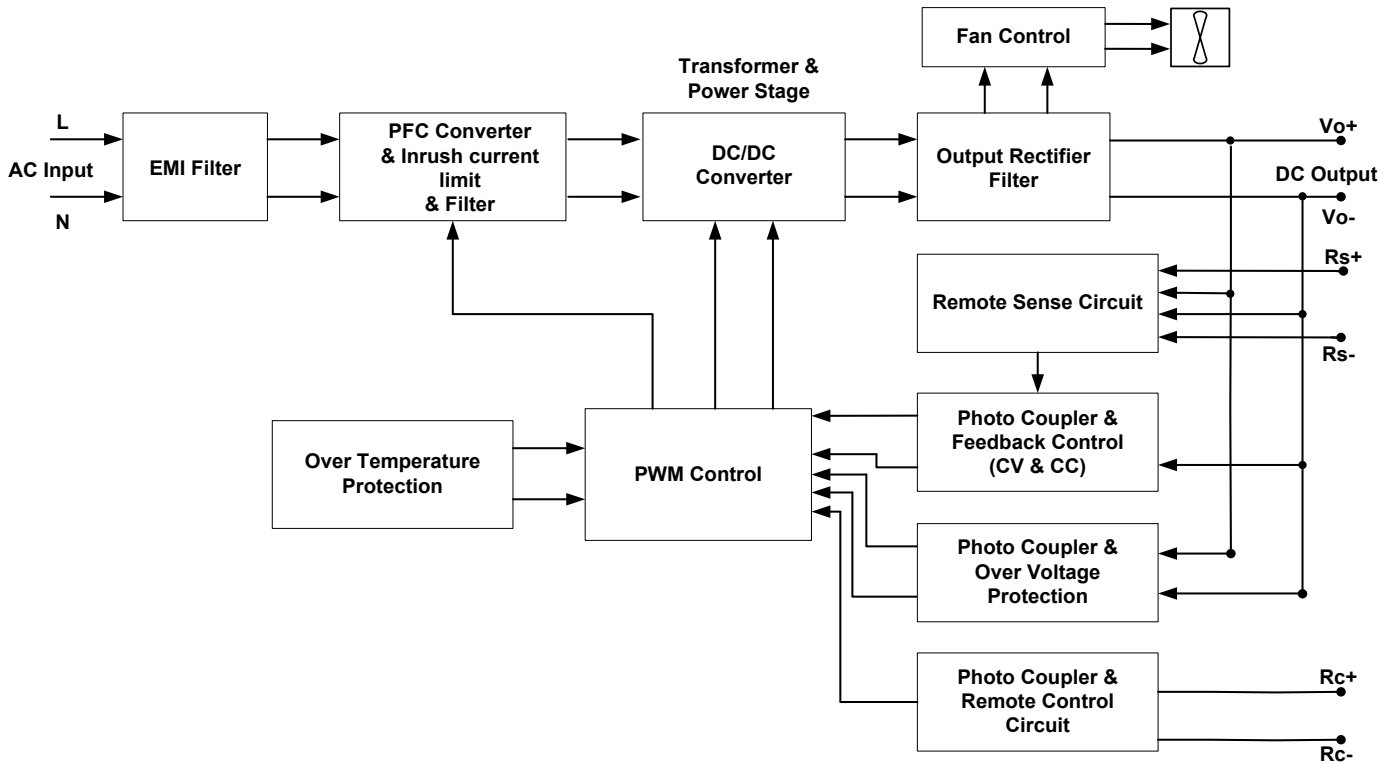 Fan Control
Transformer &
Power Stage
L
AC Input
N
EMI Filter
PFC Converter
& Inrush current
limit
& Filter
DC/DC
Converter
Output Rectifier
Filter
Vo+
DC Output
Vo-
Rs+
Remote Sense Circuit
Rs-
Over Temperature
Protection
PWM Control
Photo Coupler &
Feedback Control
(CV & CC)
Photo Coupler &
Over Voltage
Protection
Photo Coupler &
Remote Control
Circuit
Rc+
Rc-